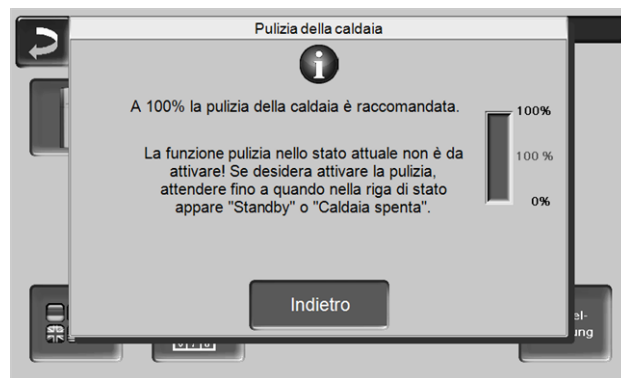 Pulizia della caldaia
A 100% la pulizia della caldaia è raccomandata.
100%
La funzione pulizia nello stato attuale non è da
attivare! Se desidera attivare la pulizia,
attendere fino a quando nella riga di stato
appare "Standby" o "Caldaia spenta".
100 %
0%
Indietro
el-
ung